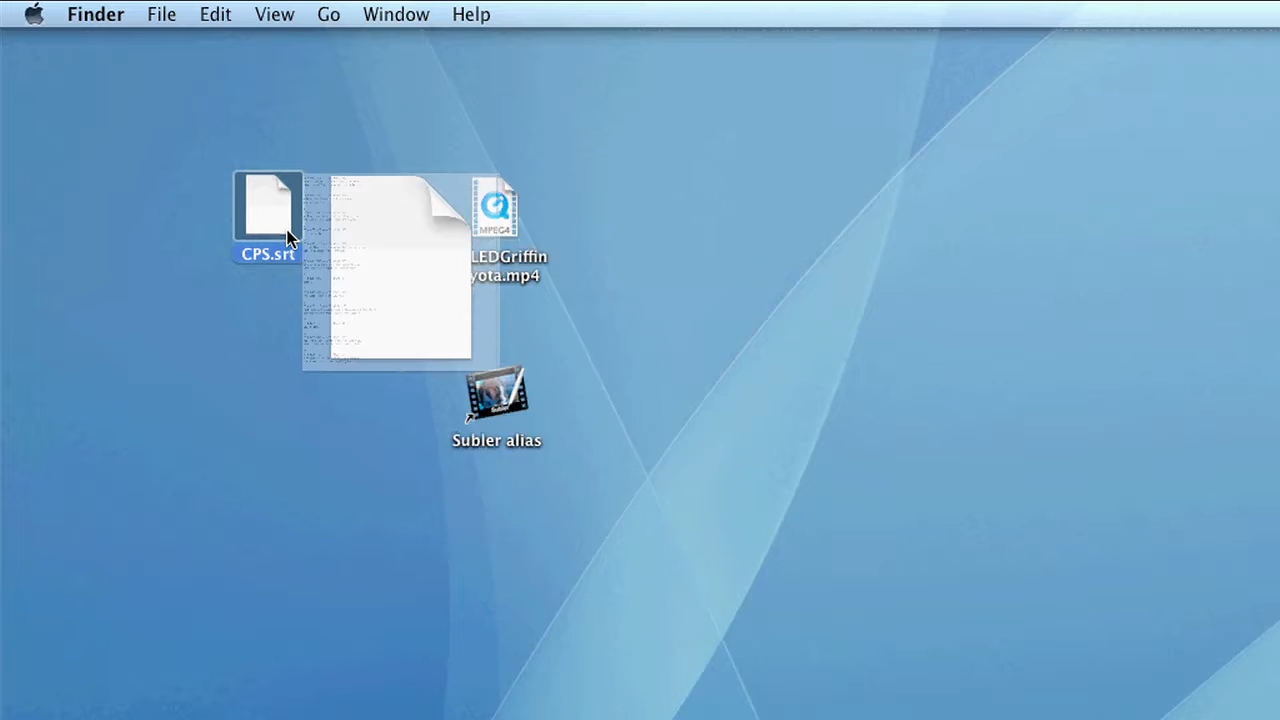 Finder File Edit View Go Window Help
CPS.srt
LEDGriffin
yota.mp4
MPEG4
Subler alias